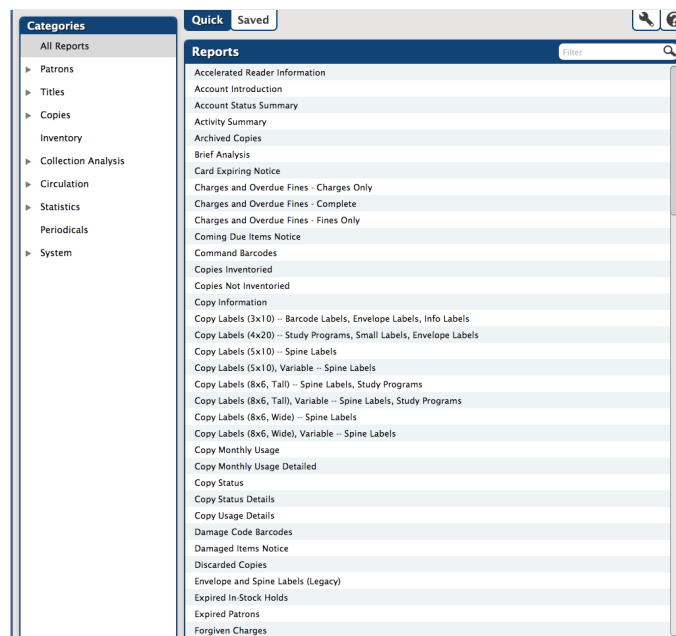 Categories
All Reports
Patrons
Titles
Copies
Inventory
Collection Analysis
Circulation
Statistics
Periodicals
System
Quick Saved
Reports
Filter
Accelerated Reader Information
Account Introduction
Account Status Summary
Activity Summary
Archived Copies
Brief Analysis
Card Expiring Notice
Charges and Overdue Fines - Charges Only
Charges and Overdue Fines - Complete
Charges and Overdue Fines - Fines Only
Coming Due Items Notice
Command Barcodes
Copies Inventoried
Copies Not Inventoried
Copy Information
Copy Labels (3x10) -- Barcode Labels, Envelope Labels, Info Labels
Copy Labels (4x20) -- Study Programs, Small Labels, Envelope Labels
Copy Labels (5x10) -- Spine Labels
Copy Labels (5x10), Variable -- Spine Labels
Copy Labels (8x6, Tall) -- Spine Labels, Study Programs
Copy Labels (8x6, Tall), Variable -- Spine Labels, Study Programs
Copy Labels (8x6, Wide) -- Spine Labels
Copy Labels (8x6, Wide), Variable -- Spine Labels
Copy Monthly Usage
Copy Monthly Usage Detailed
Copy Status
Copy Status Details
Copy Usage Details
Damage Code Barcodes
Damaged Items Notice
Discarded Copies
Envelope and Spine Labels (Legacy)
Expired In-Stock Holds
Expired Patrons
Forgiven Charges